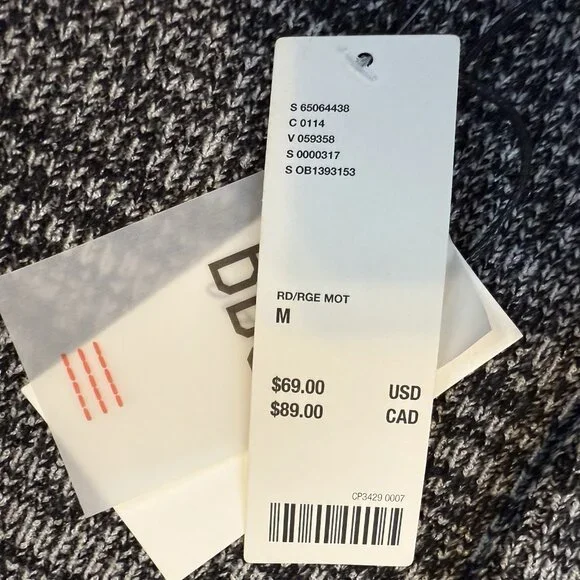 S 65064438
C 0114
V 059358
S 0000317
S OB1393153
RD/RGE MOT
M
$69.00 USD
$89.00 CAD
CP3429 0007